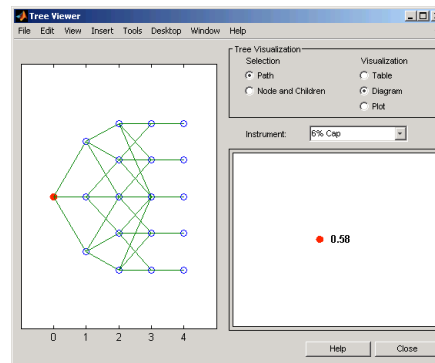 Tree Viewer
File Edit View Insert Tools Desktop Window Help
Tree Visualization
Selection Visualization
Path Table
Node and Children Diagram
Plot
Instrument: 6% Cap
0.58
0 1 2 3 4
Help Close